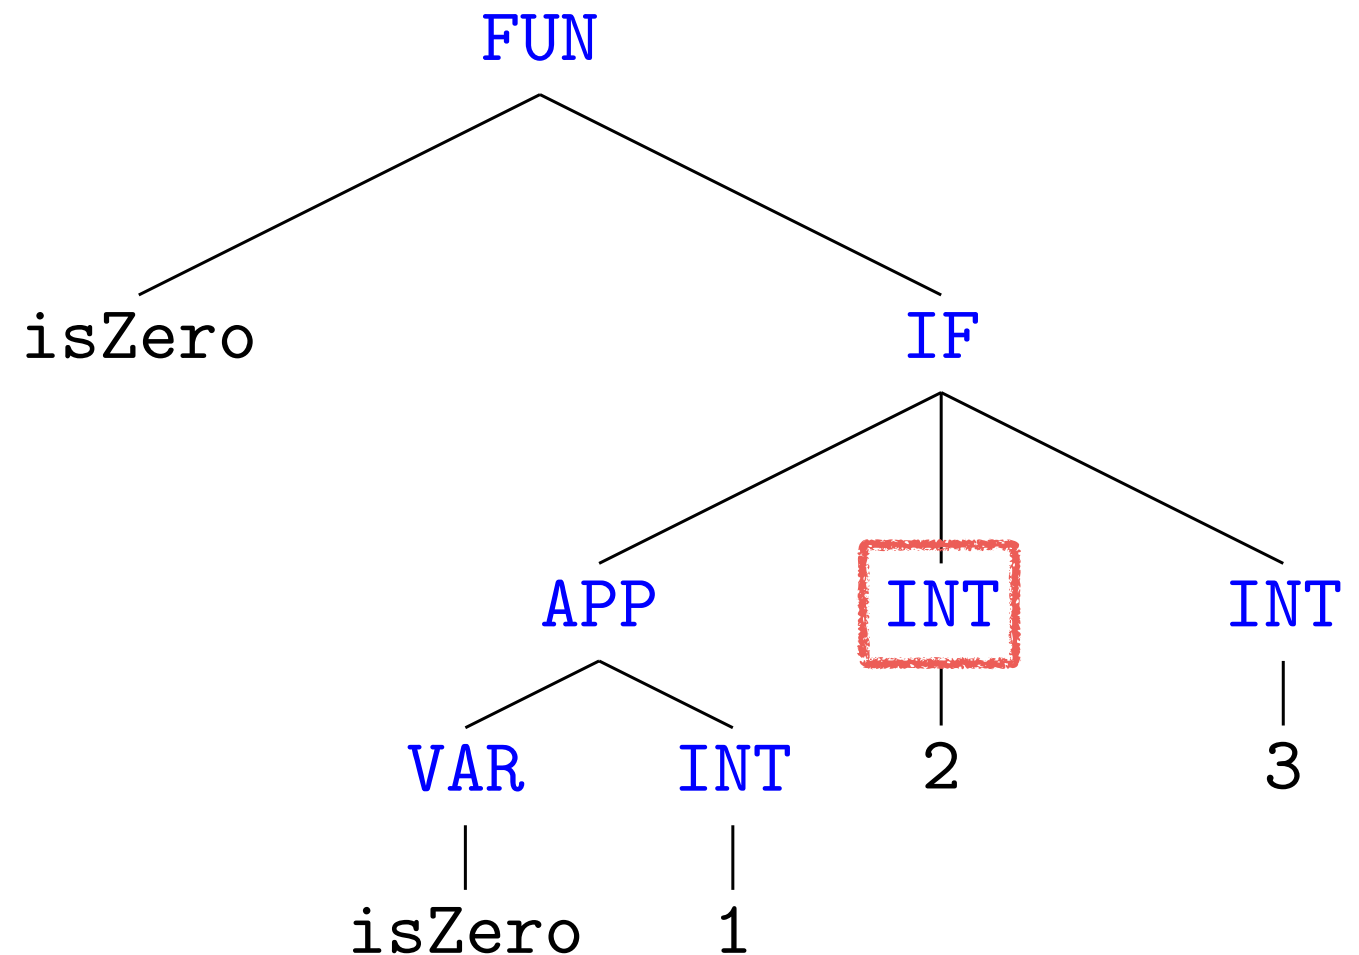 FUN
isZero IF
APP INT INT
VAR INT 2 3
isZero 1